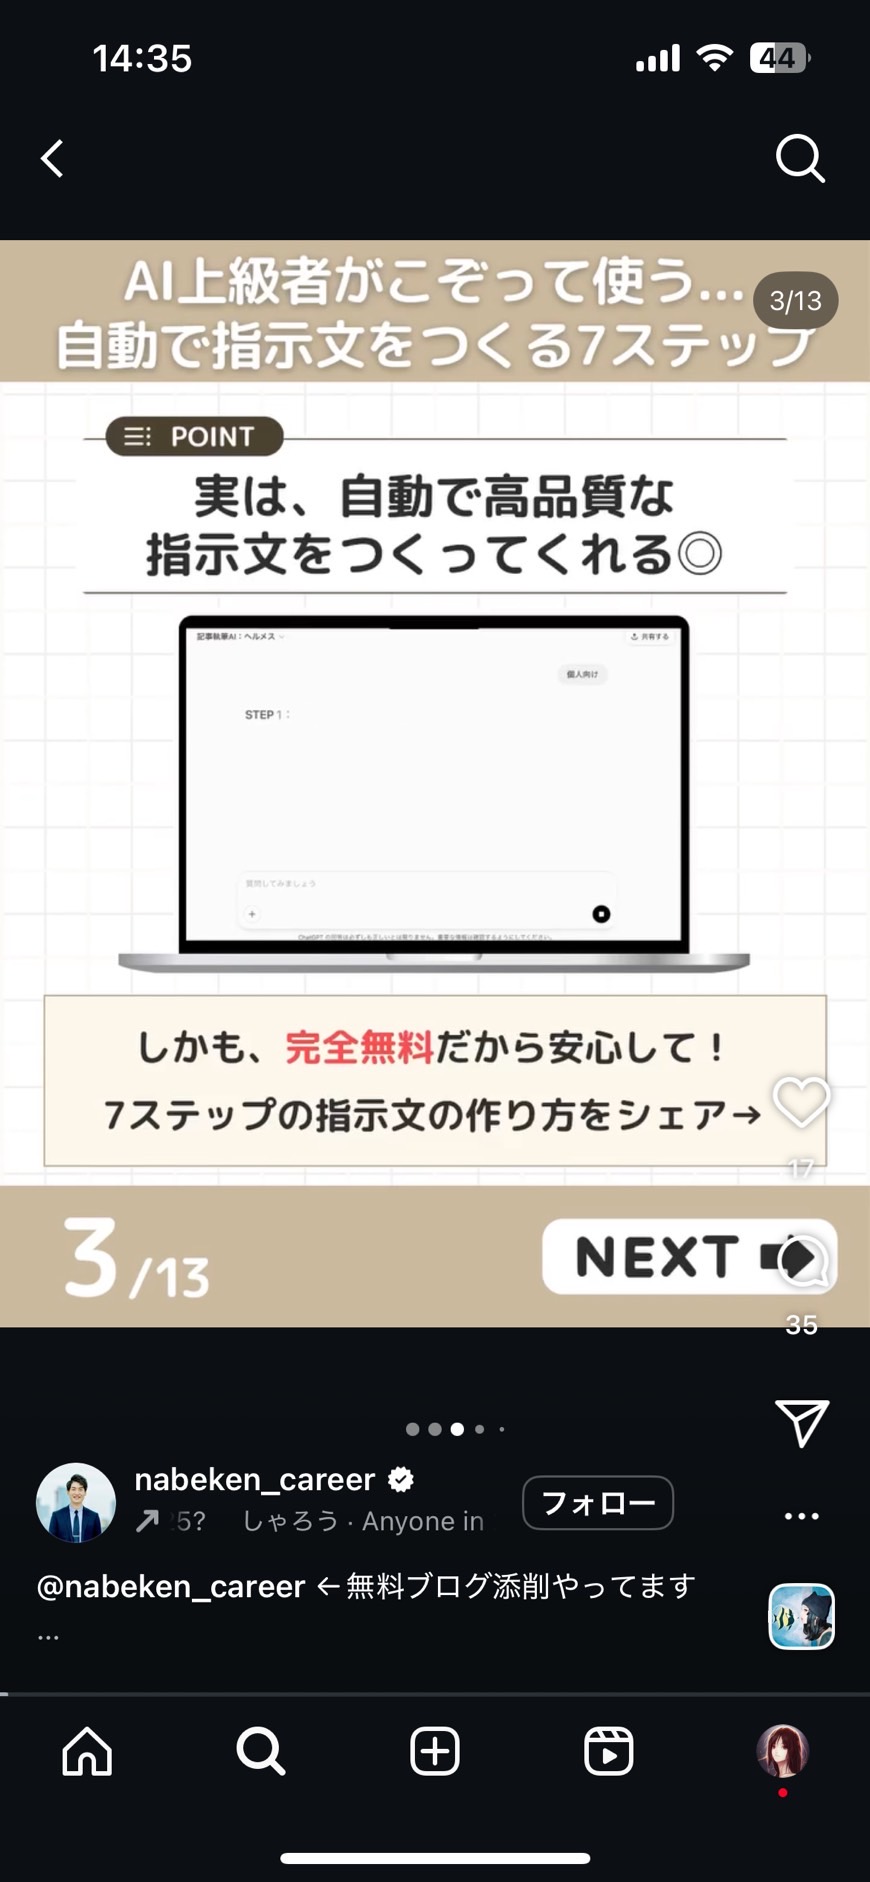 14:35
44
AI上級者がこぞって使う...
3/13
自動で指示文をつくる7ステップ
POINT
実は、自動で高品質な
指示文をつくってくれる◎
記事執筆AI：ヘルメス
共有する
個人向け
STEP 1：
質問してみましょう
ChatGPT の回答は必ずしも正しいとは限りません。重要な情報は確認するようにしてください。
しかも、完全無料だから安心して！
7ステップの指示文の作り方をシェア→
17
3/13
NEXT
35
nabeken_career
フォロー
25? しゃろう · Anyone in
@nabeken_career ←無料ブログ添削やってます
...